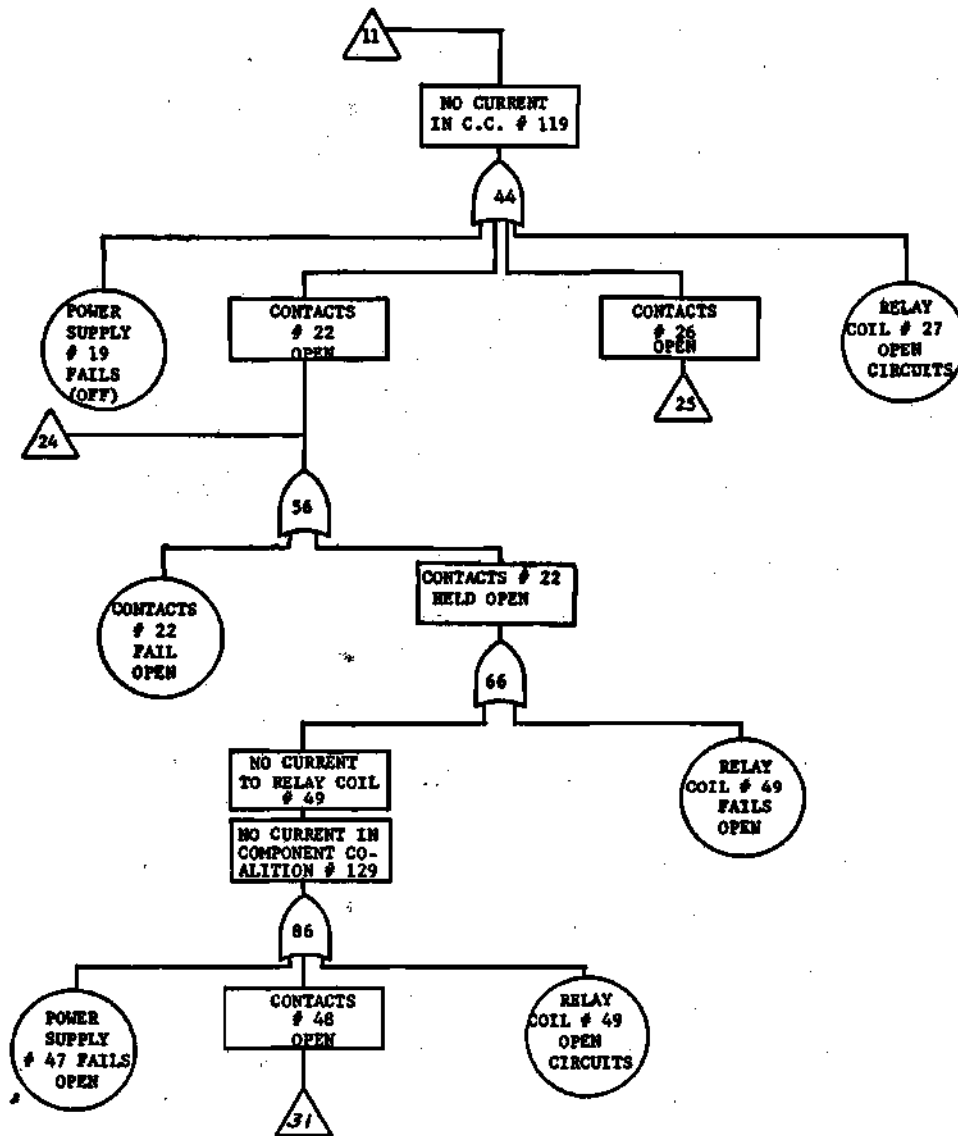 11
NO CURRENT
IN C.C. # 119
44
POWER
SUPPLY
# 19
FAILS
(OFF)
CONTACTS
# 22
OPEN
CONTACTS
# 26
OPEN
RELAY
COIL # 27
OPEN
CIRCUITS
25
24
56
CONTACTS
# 22
FAIL
OPEN
CONTACTS # 22
HELD OPEN
66
NO CURRENT
TO RELAY COIL
# 49
RELAY
COIL # 49
FAILS
OPEN
NO CURRENT IN
COMPONENT CO-
ALITION # 129
86
POWER
SUPPLY
# 47 FAILS
OPEN
CONTACTS
# 48
OPEN
RELAY
COIL # 49
OPEN
CIRCUITS
31